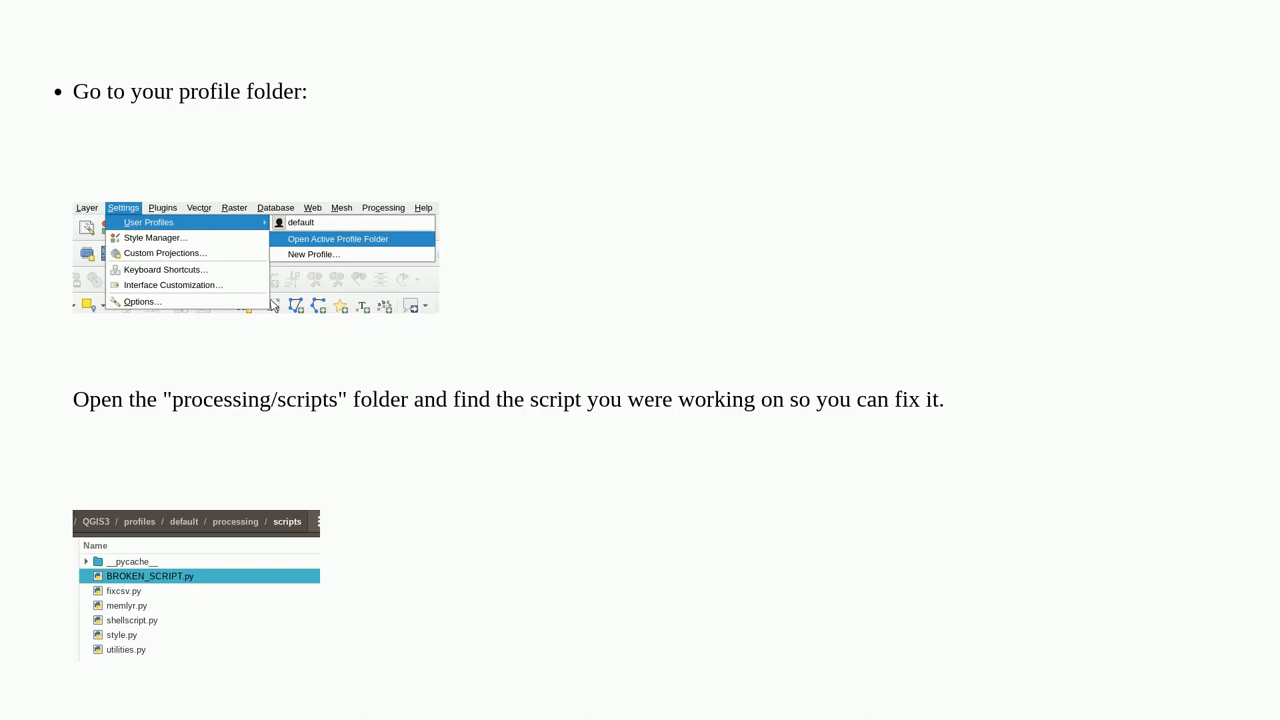 • Go to your profile folder:
Layer Settings Plugins Vector Raster Database Web Mesh Processing Help
User Profiles default
Style Manager... Open Active Profile Folder
Custom Projections... New Profile...
Keyboard Shortcuts...
Interface Customization...
Options...
Open the "processing/scripts" folder and find the script you were working on so you can fix it.
/ QGIS3 / profiles / default / processing / scripts
Name
__pycache__
BROKEN_SCRIPT.py
fixcsv.py
memlyr.py
shellscript.py
style.py
utilities.py